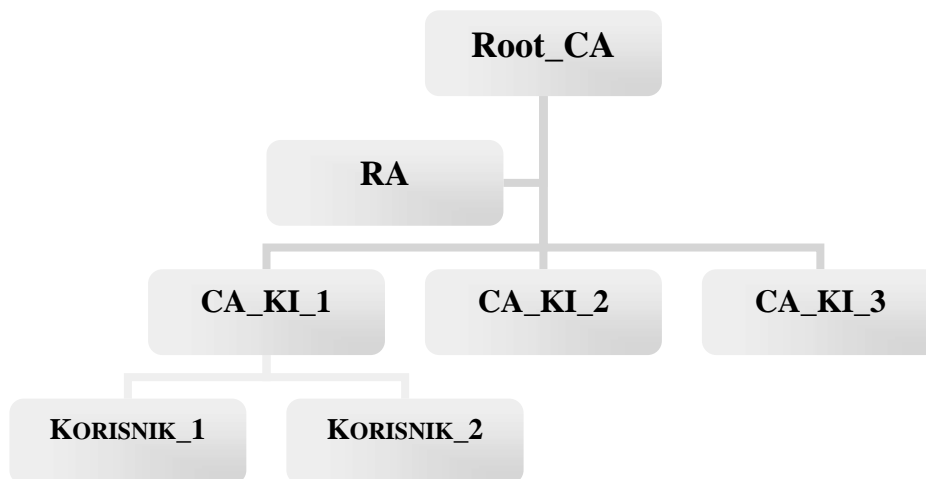 Root_CA
RA
CA_KI_1
CA_KI_2
CA_KI_3
KORISNIK_1
KORISNIK_2